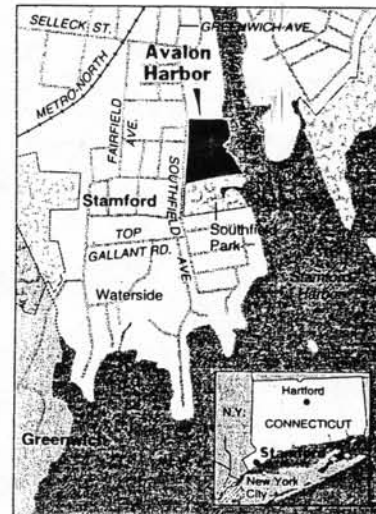 SELLECK ST.
GREENWICH AVE.
Avalon
Harbor
METRO-NORTH
FAIRFIELD
AVE.
SOUTHFIELD
AVE.
Stamford
Southfield
Park
TOP
GALLANT RD.
Stamford
Harbor
Waterside
Greenwich
Hartford
N.Y.
CONNECTICUT
Stamford
New York
City